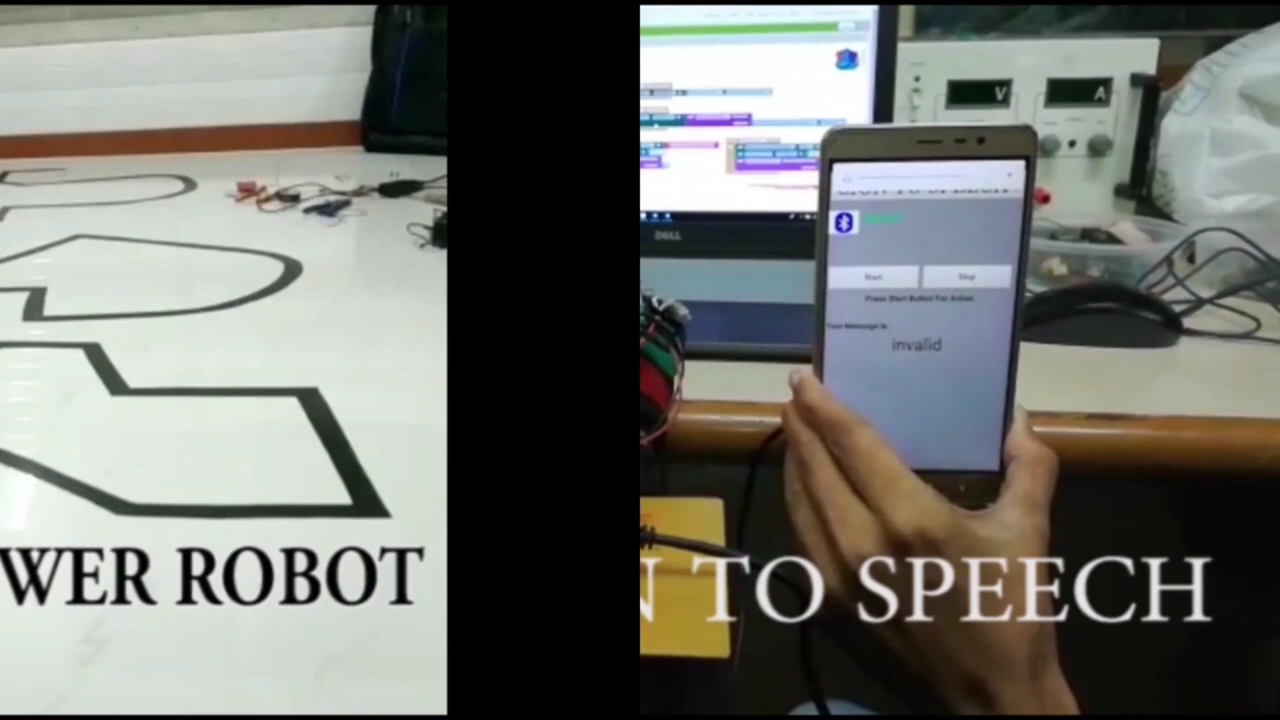 WER ROBOT
V
A
DELL
Start
Stop
Press Start Button For Action
Your Message Is:
invalid
N TO SPEECH